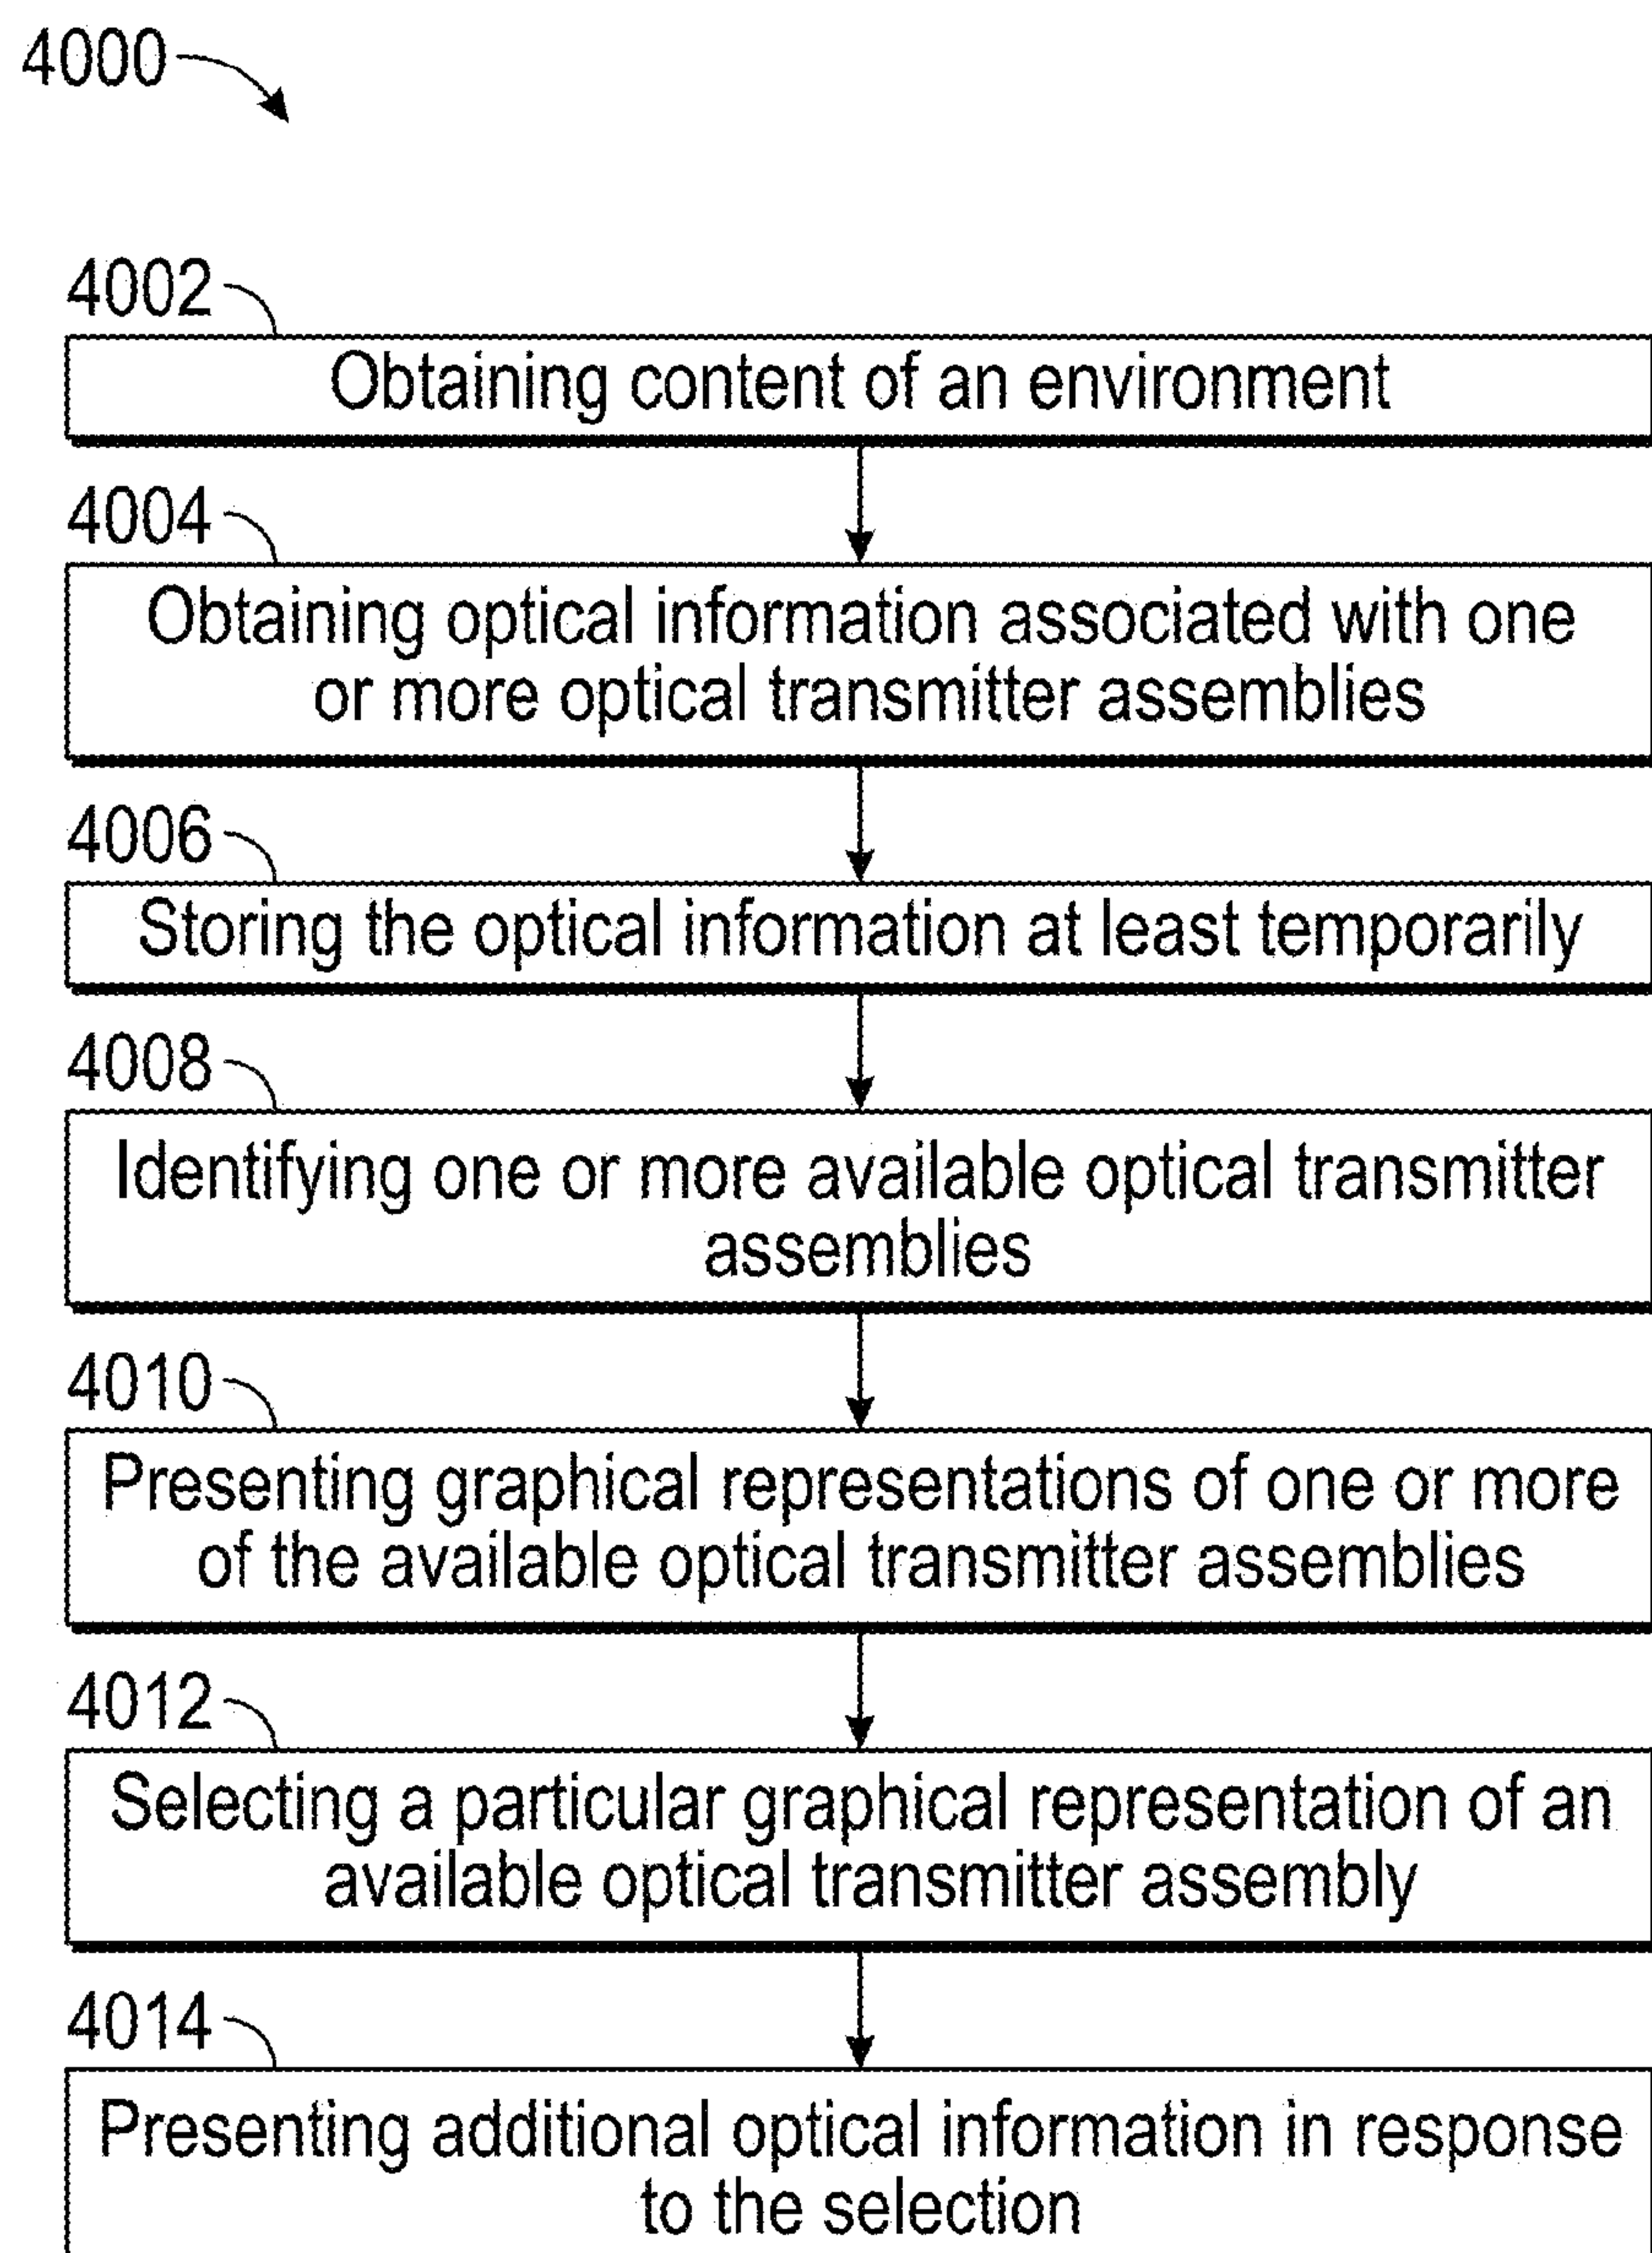 4000
4002
Obtaining content of an environment
4004
Obtaining optical information associated with one
or more optical transmitter assemblies
4006
Storing the optical information at least temporarily
4008
Identifying one or more available optical transmitter
assemblies
4010
Presenting graphical representations of one or more
of the available optical transmitter assemblies
4012
Selecting a particular graphical representation of an
available optical transmitter assembly
4014
Presenting additional optical information in response
to the selection